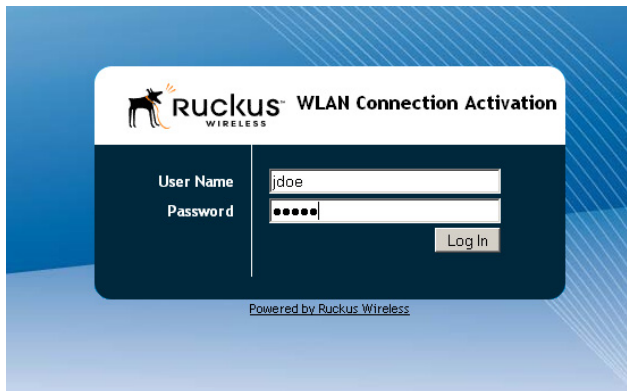 RUCKUS WLAN Connection Activation
WIRELESS
User Name jdoe
Password •••••
Log In
Powered by Ruckus Wireless